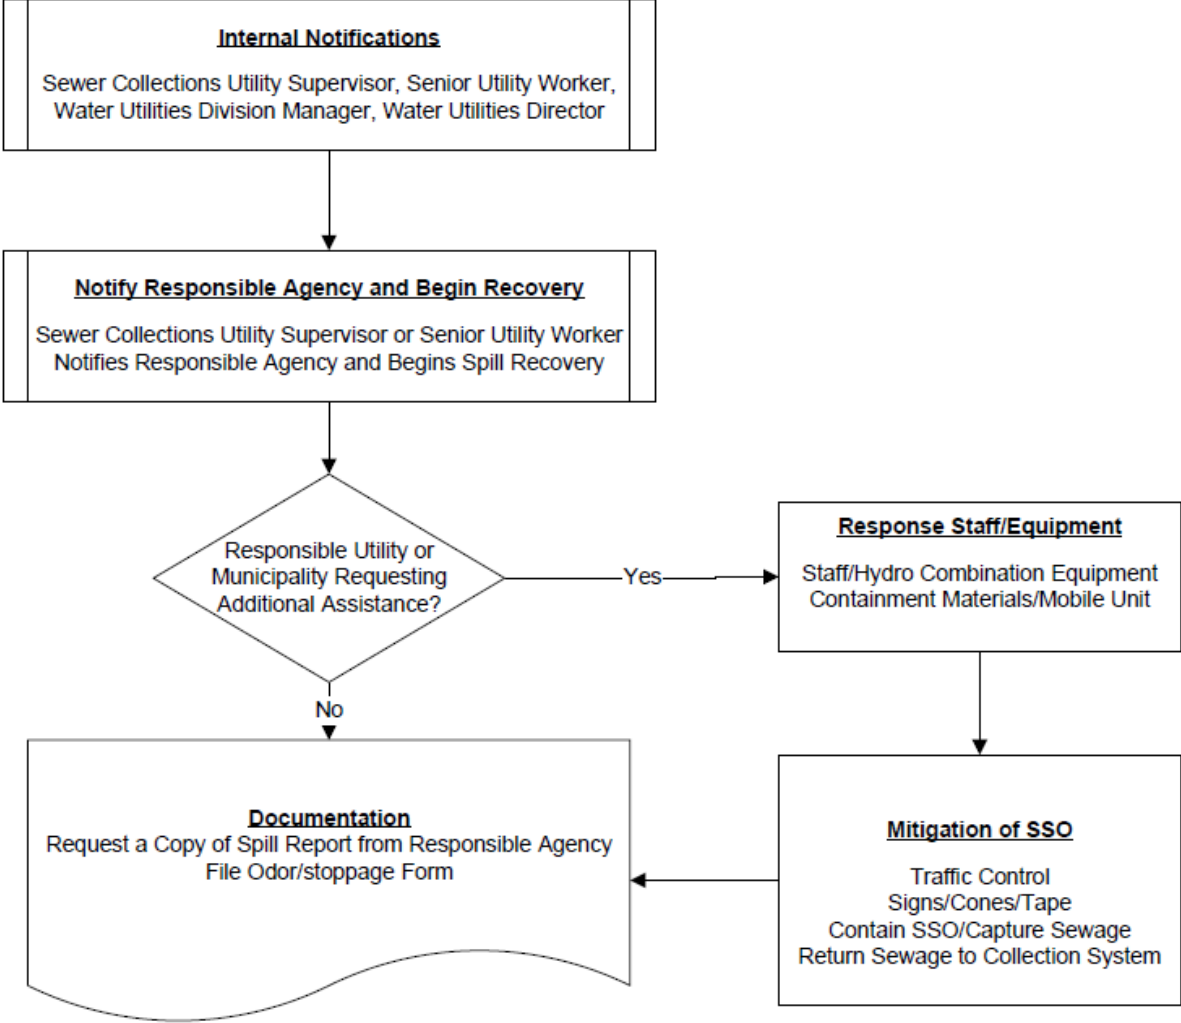 Internal Notifications
Sewer Collections Utility Supervisor, Senior Utility Worker,
Water Utilities Division Manager, Water Utilities Director
Notify Responsible Agency and Begin Recovery
Sewer Collections Utility Supervisor or Senior Utility Worker
Notifies Responsible Agency and Begins Spill Recovery
Responsible Utility or
Municipality Requesting
Additional Assistance?
Yes
Response Staff/Equipment
Staff/Hydro Combination Equipment
Containment Materials/Mobile Unit
No
Documentation
Request a Copy of Spill Report from Responsible Agency
File Odor/stoppage Form
Mitigation of SSO
Traffic Control
Signs/Cones/Tape
Contain SSO/Capture Sewage
Return Sewage to Collection System